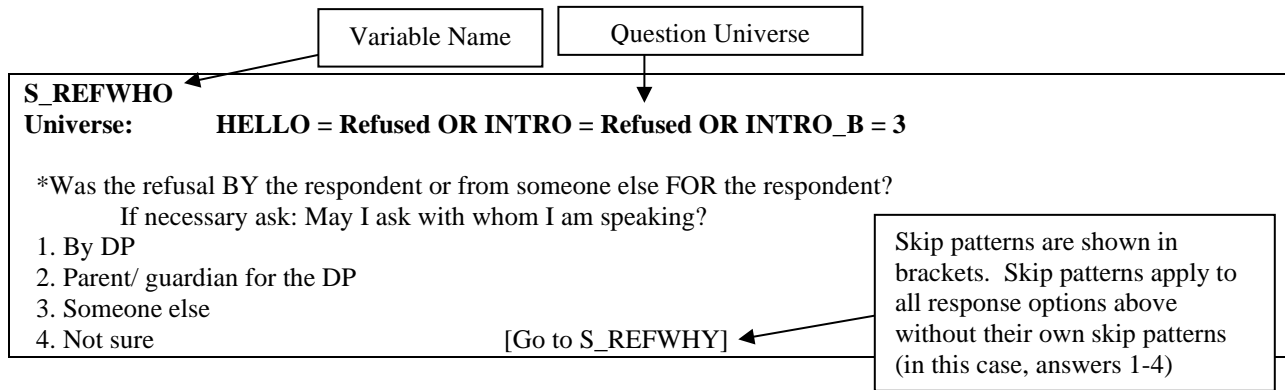 Variable Name
Question Universe
S_REFWHO
Universe: HELLO = Refused OR INTRO = Refused OR INTRO_B = 3
*Was the refusal BY the respondent or from someone else FOR the respondent?
If necessary ask: May I ask with whom I am speaking?
1. By DP
2. Parent/ guardian for the DP
3. Someone else
4. Not sure [Go to S_REFWHY]
Skip patterns are shown in
brackets. Skip patterns apply to
all response options above
without their own skip patterns
(in this case, answers 1-4)